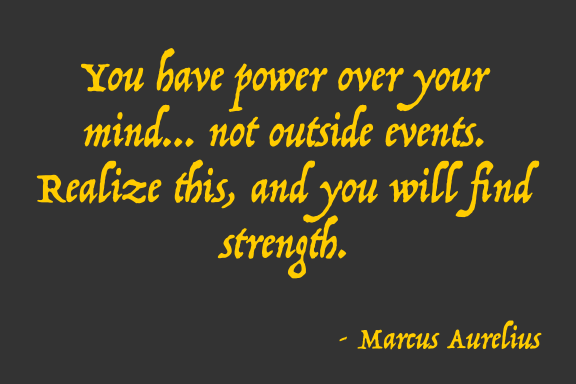 You have power over your
mind... not outside events.
Realize this, and you will find
strength.
- Marcus Aurelius